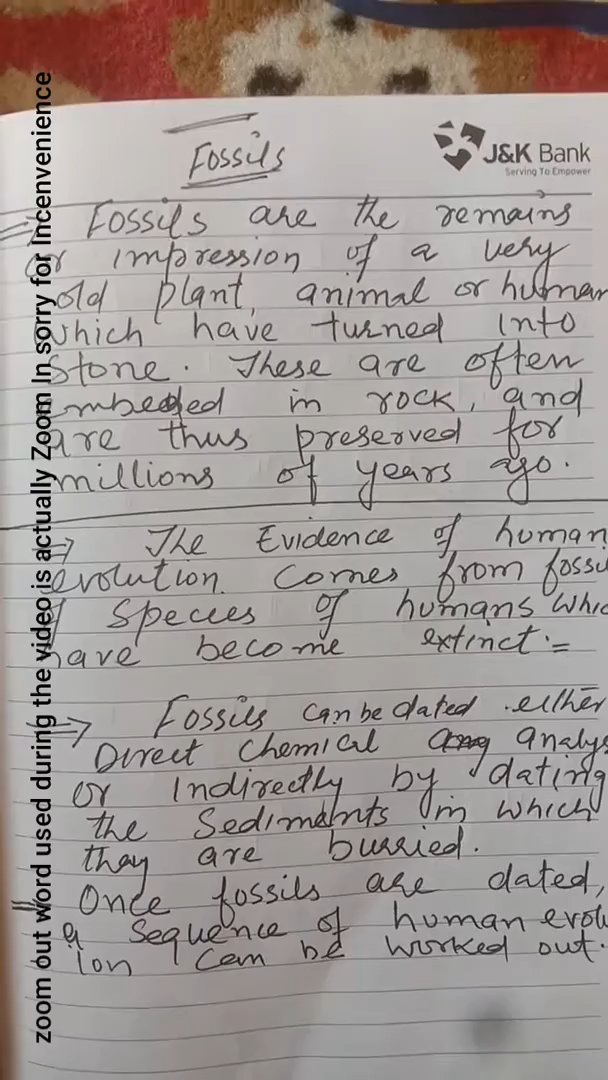 Fossils
J&K Bank
Serving To Empower
=> Fossils are the remains
or impression of a very
old plant, animal or human
which have turned into
stone. These are often
embedded in rock, and
are thus preserved for
millions of years ago.
=> The Evidence of human
evolution comes from fossi
of species of humans whic
have become extinct.=
=> Fossils can be dated either
Direct chemical analys
or Indirectly by dating
the Sediments in which
they are burried.
= Once fossils are dated,
a sequence of human evolu
ion can be worked out.
zoom out word used during the video is actually Zoom In sorry for Incenvenience